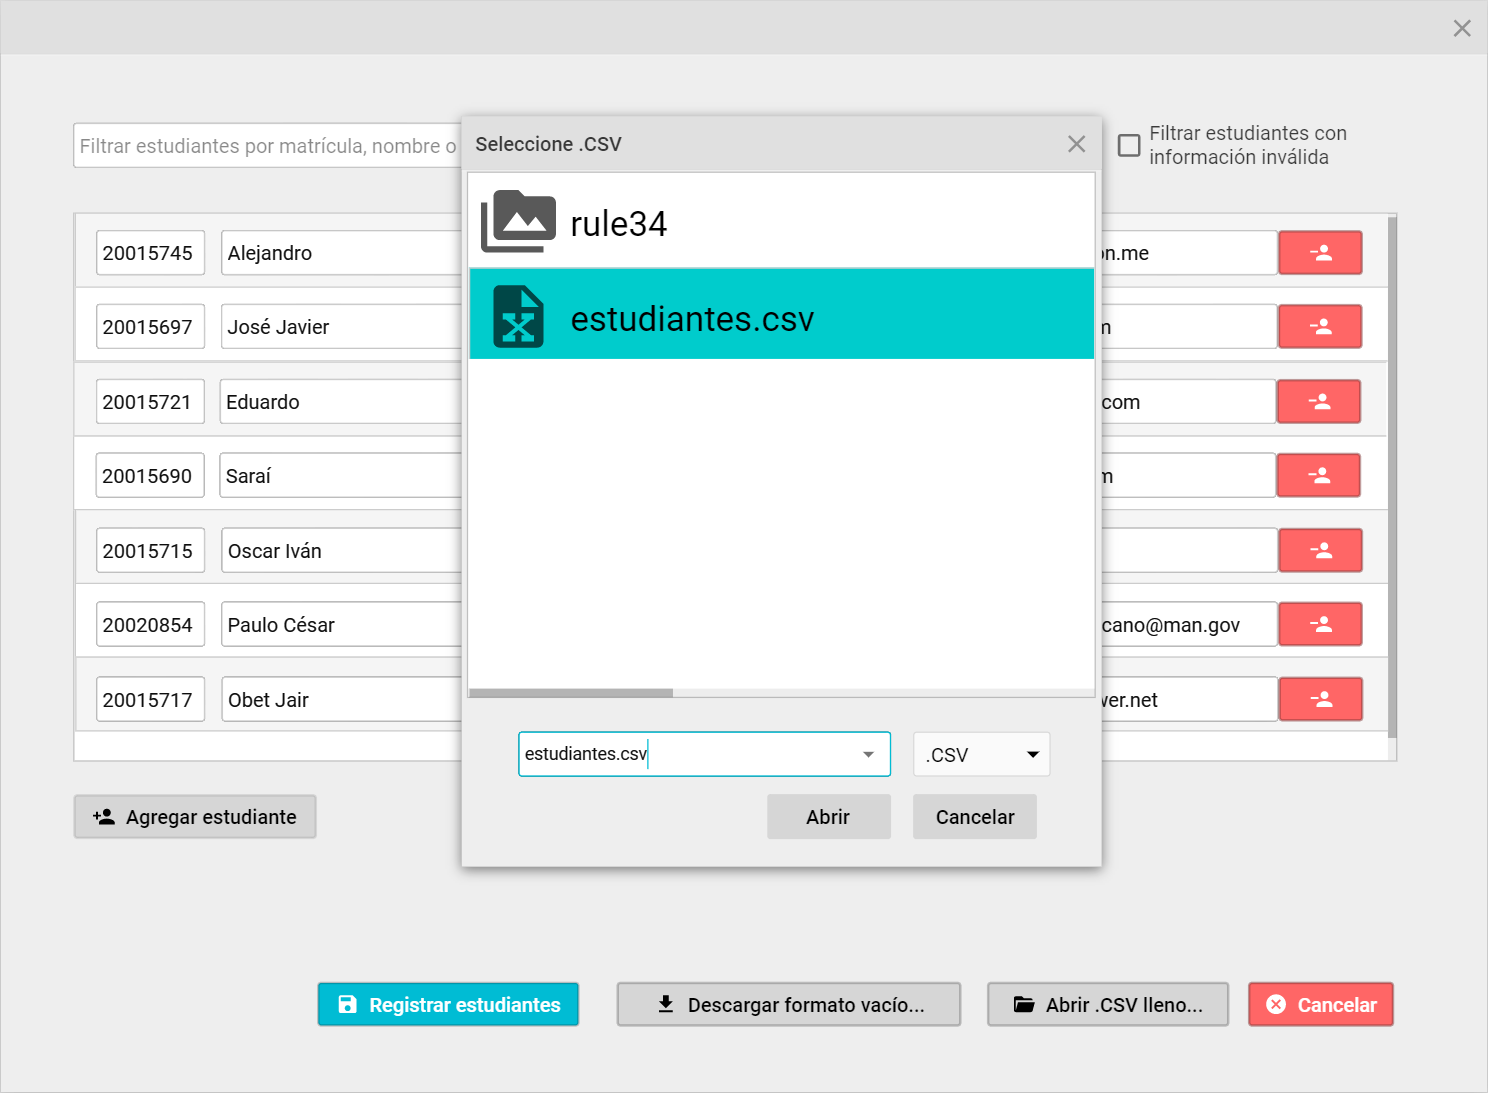 Filtrar estudiantes por matrícula, nombre o
Filtrar estudiantes con
información inválida
Seleccione .CSV
rule34
estudiantes.csv
20015745 Alejandro on.me
20015697 José Javier
20015721 Eduardo .com
20015690 Saraí
20015715 Oscar Iván
20020854 Paulo César cano@man.gov
20015717 Obet Jair wer.net
estudiantes.csv
.CSV
Abrir
Cancelar
Agregar estudiante
Registrar estudiantes
Descargar formato vacío...
Abrir .CSV lleno...
Cancelar